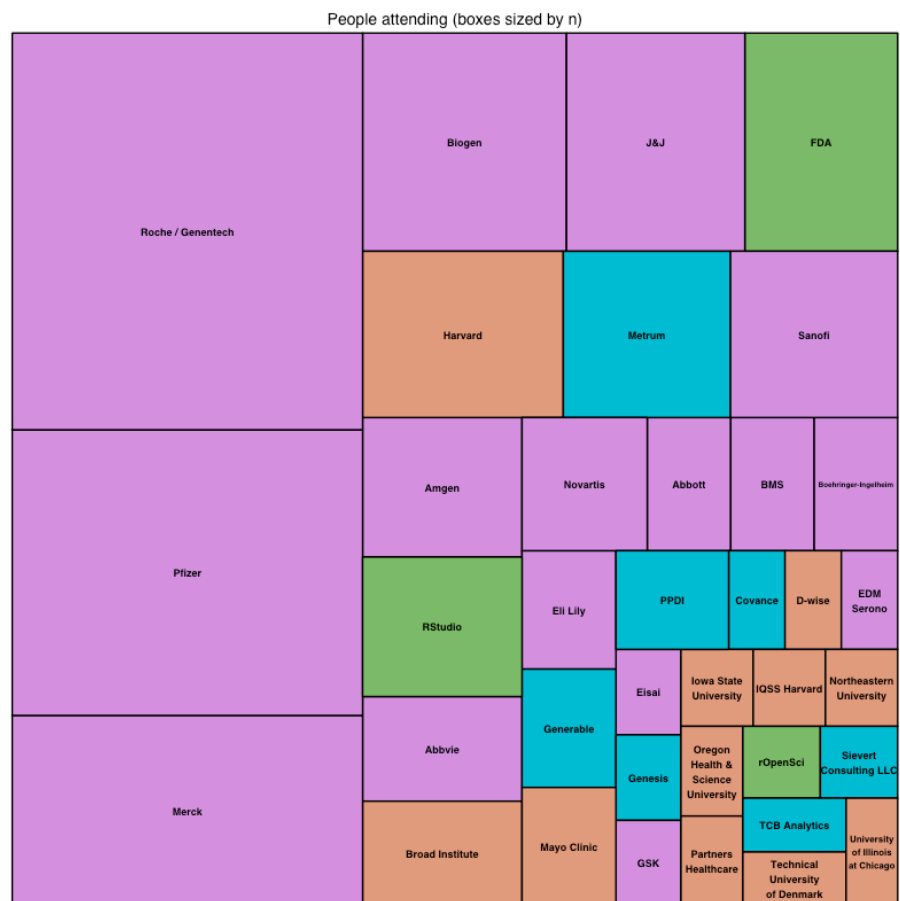 People attending (boxes sized by n)
Roche / Genentech
Biogen
J&J
FDA
Harvard
Metrum
Sanofi
Pfizer
Amgen
Novartis
Abbott
BMS
Boehringer-Ingelheim
RStudio
Eli Lily
PPDI
Covance
D-wise
EDM
Serono
Eisai
Iowa State
University
IQSS Harvard
Northeastern
University
Merck
Abbvie
Generable
Genesis
Oregon
Health &
Science
University
rOpenSci
Sievert
Consulting LLC
Broad Institute
Mayo Clinic
GSK
Partners
Healthcare
TCB Analytics
Technical
University
of Denmark
University
of Illinois
at Chicago